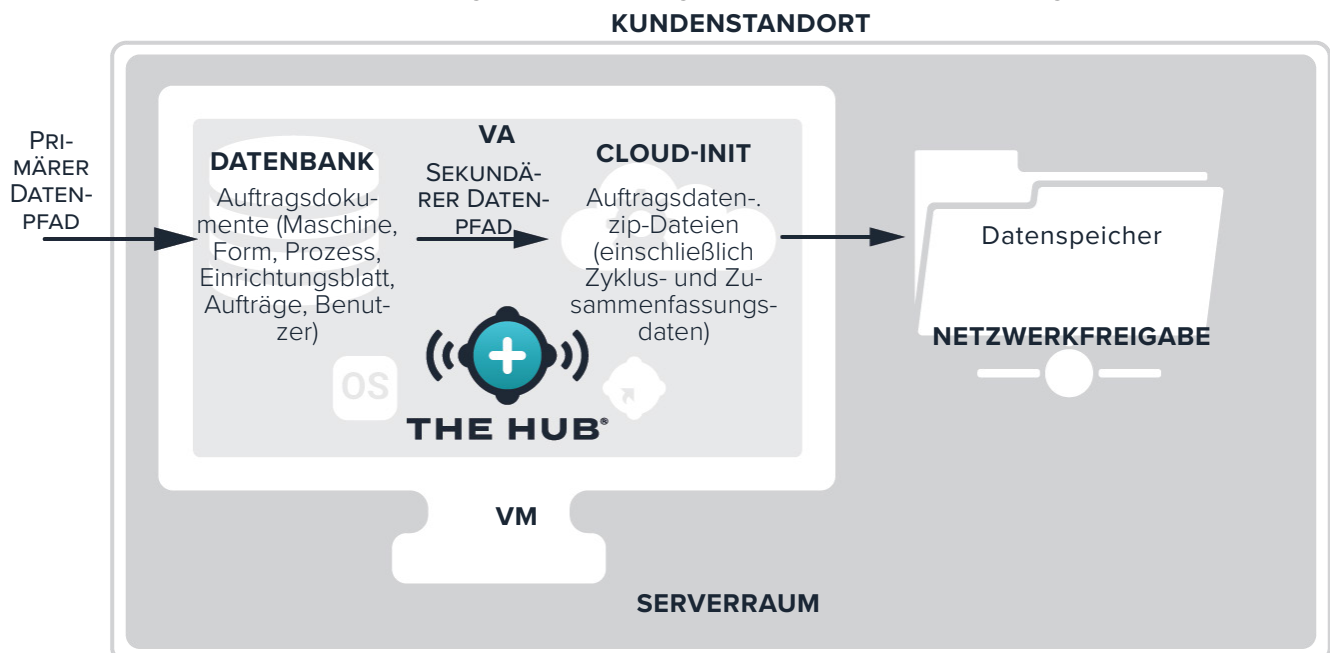 KUNDENSTANDORT
PRI-
MÄRER
DATEN-
PFAD
DATENBANK
Auftragsdoku-
mente (Maschine,
Form, Prozess,
Einrichtungsblatt,
Aufträge, Benut-
zer)
VA
SEKUNDÄ-
RER DATEN-
PFAD
CLOUD-INIT
Auftragsdaten-.
zip-Dateien
(einschließlich
Zyklus- und Zu-
sammenfassungs-
daten)
OS
THE HUB®
Datenspeicher
NETZWERKFREIGABE
VM
SERVERRAUM